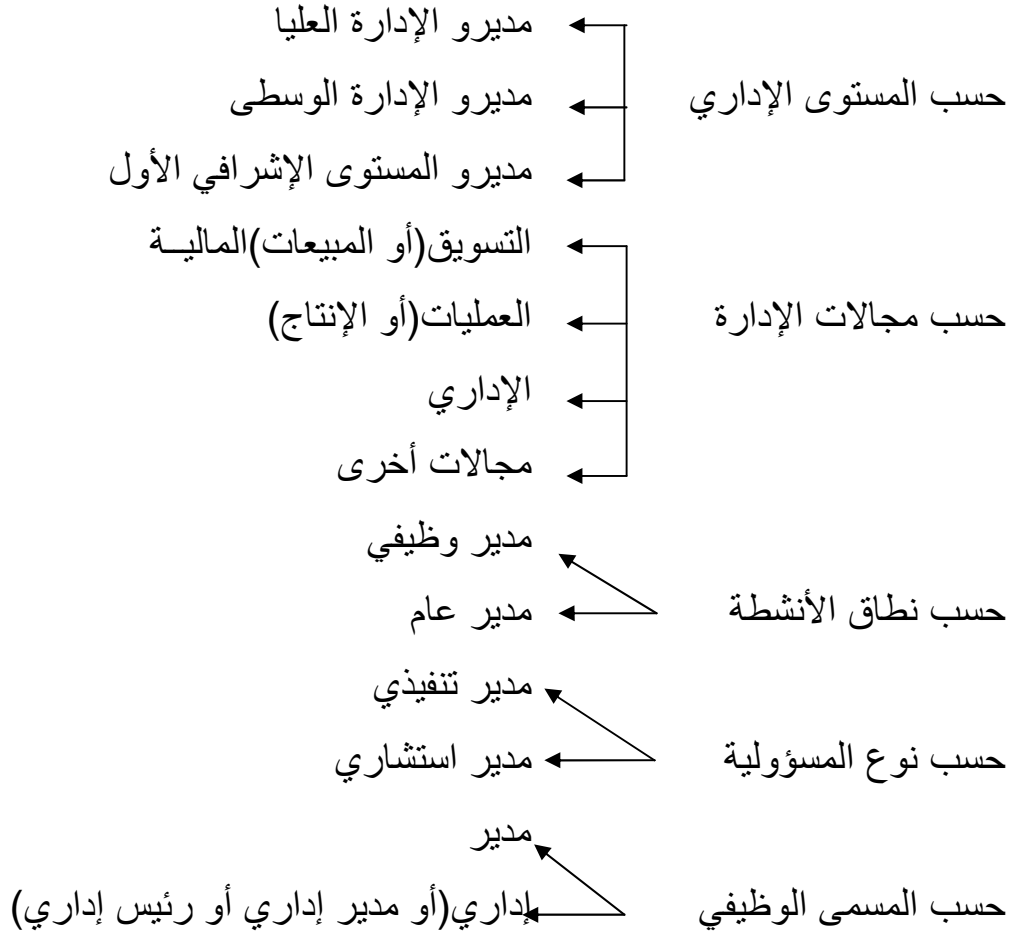 مديرو الإدارة العليا
حسب المستوى الإداري مديرو الإدارة الوسطى
مديرو المستوى الإشرافي الأول
التسويق(أو المبيعات)الماليــة
حسب مجالات الإدارة العمليات(أو الإنتاج)
الإداري
مجالات أخرى
مدير وظيفي
حسب نطاق الأنشطة مدير عام
مدير تنفيذي
حسب نوع المسؤولية مدير استشاري
مدير
حسب المسمى الوظيفي إداري(أو مدير إداري أو رئيس إداري)